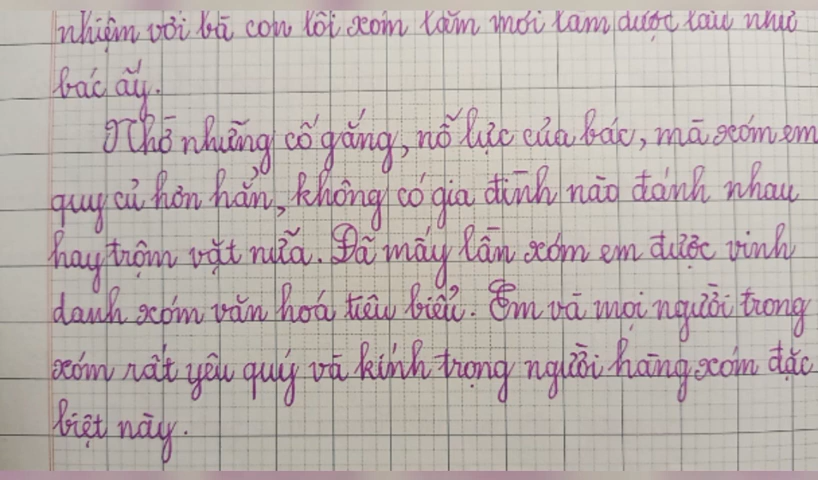 nhiệm với bà con lối xóm lắm mới làm được lâu như
bác ấy.
Nhờ những cố gắng, nỗ lực của bác, mà xóm em
quy củ hơn hẳn, không có gia đình nào đánh nhau
hay trộm vặt nữa. Đã mấy lần xóm em được vinh
danh xóm văn hoá tiêu biểu. Em và mọi người trong
xóm rất yêu quý và kính trọng người hàng xóm đặc
biệt này.